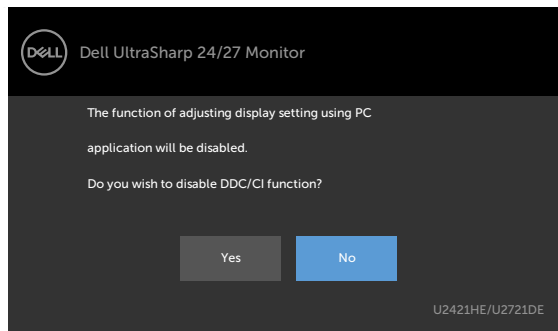 DELL
Dell UltraSharp 24/27 Monitor
The function of adjusting display setting using PC
application will be disabled.
Do you wish to disable DDC/CI function?
Yes
No
U2421HE/U2721DE